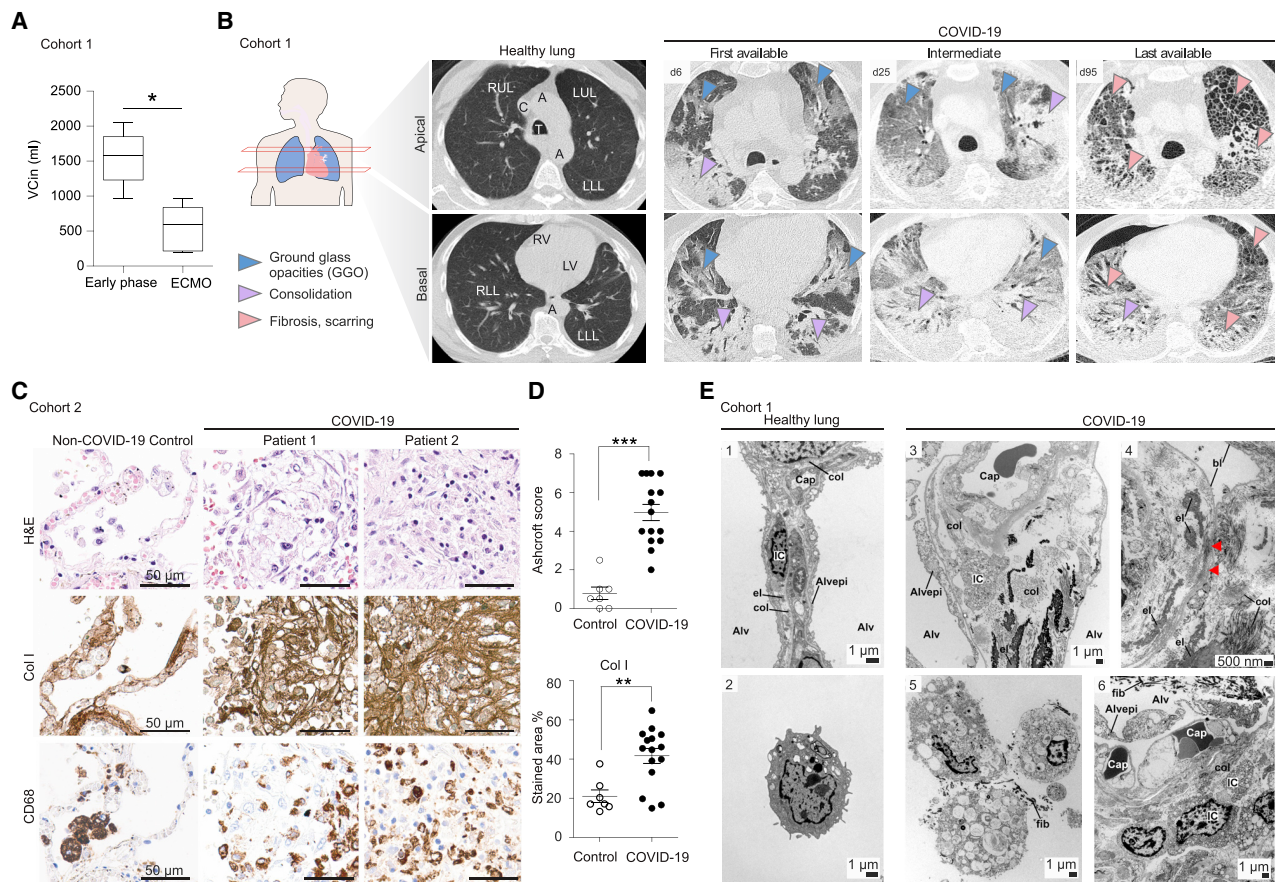 A
Cohort 1
VCin (ml)
2500
2000
1500
1000
500
0
*
Early phase
ECMO
B
Cohort 1
Ground glass
opacities (GGO)
Consolidation
Fibrosis, scarring
Healthy lung
COVID-19
First available
Intermediate
Last available
Apical
RUL
A
LUL
C
T
A
LLL
d6
d25
d95
Basal
RV
LV
RLL
A
LLL
C
Cohort 2
COVID-19
Non-COVID-19 Control
Patient 1
Patient 2
H&E
50 µm
Col I
50 µm
CD68
50 µm
D
***
Ashcroft score
8
6
4
2
0
Control
COVID-19
Col I
**
Stained area %
80
60
40
20
0
Control
COVID-19
E
Cohort 1
Healthy lung
COVID-19
1
Cap
col
IC
Alvepi
el
col
Alv
Alv
1 µm
2
1 µm
3
Cap
col
IC
Alvepi
col
Alv
el
Alv
1 µm
4
bl
el
col
el
500 nm
5
fib
1 µm
6
fib
Alv
Alvepi
Cap
Cap
col
IC
IC
1 µm